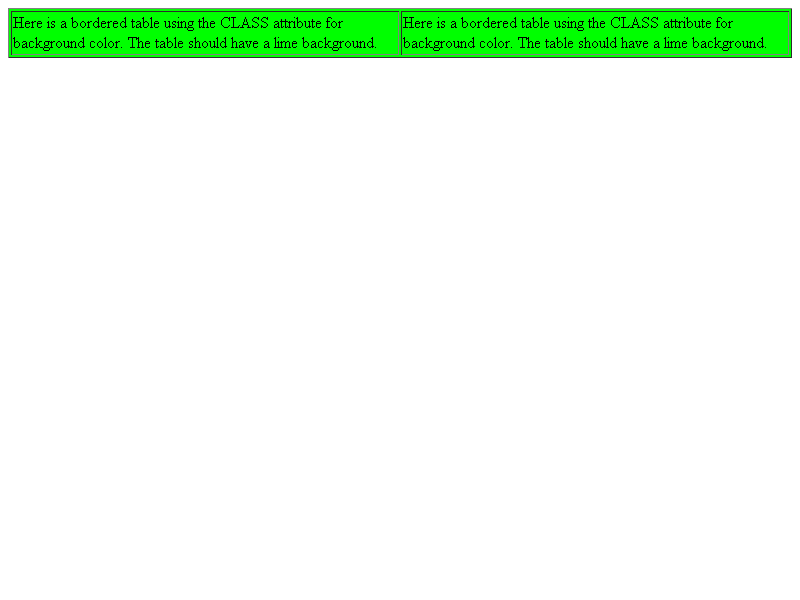 Here is a bordered table using the CLASS attribute for
background color. The table should have a lime background.
Here is a bordered table using the CLASS attribute for
background color. The table should have a lime background.